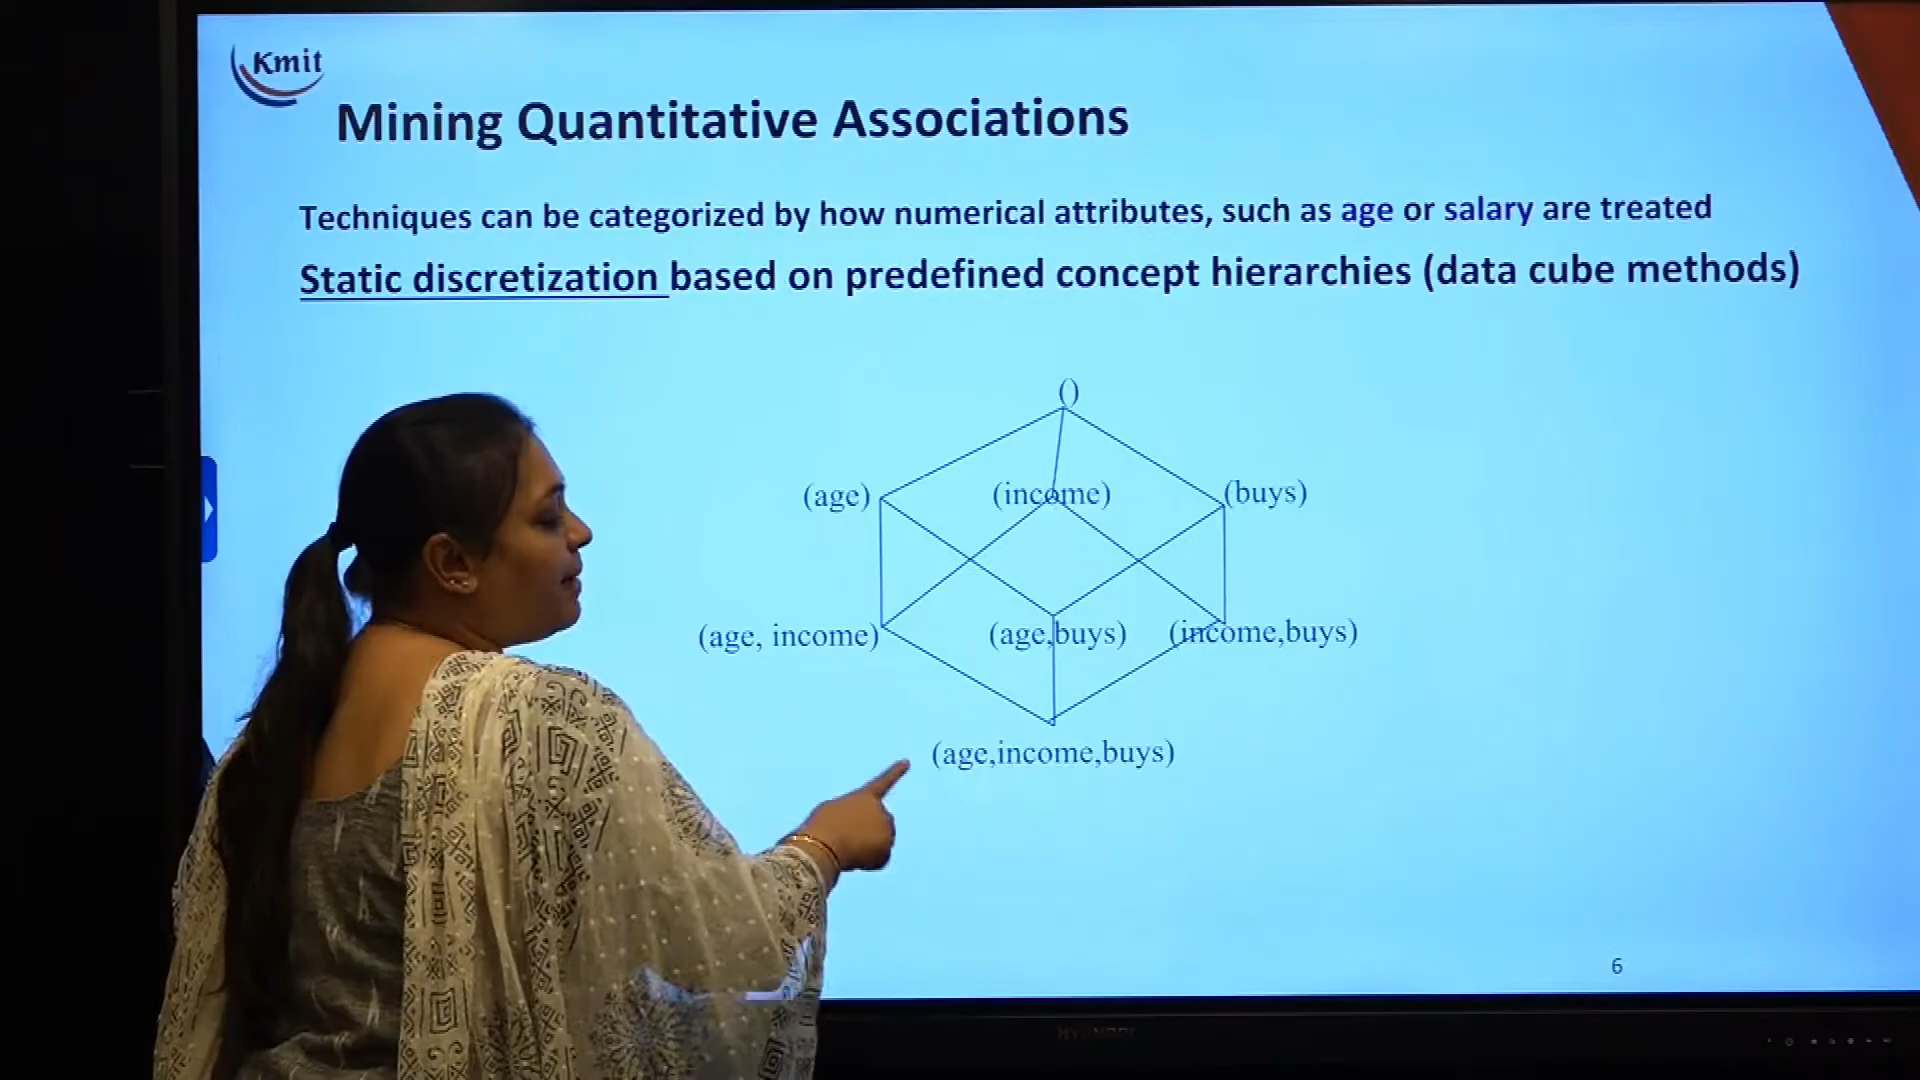 Kmit
Mining Quantitative Associations
Techniques can be categorized by how numerical attributes, such as age or salary are treated
Static discretization based on predefined concept hierarchies (data cube methods)
()
(age) (income) (buys)
(age, income) (age,buys) (income,buys)
(age,income,buys)
6
HYUNDAI